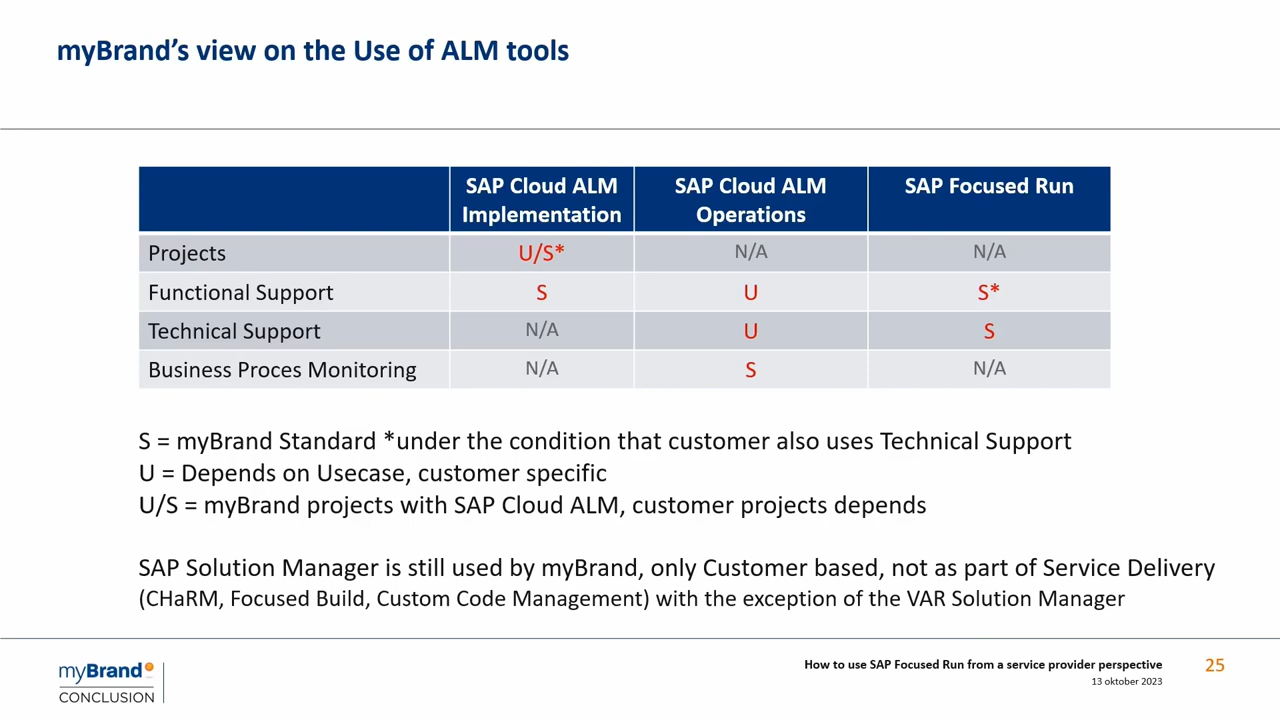 myBrand's view on the Use of ALM tools
SAP Cloud ALM Implementation SAP Cloud ALM Operations SAP Focused Run
Projects U/S* N/A N/A
Functional Support S U S*
Technical Support N/A U S
Business Proces Monitoring N/A S N/A
S = myBrand Standard *under the condition that customer also uses Technical Support
U = Depends on Usecase, customer specific
U/S = myBrand projects with SAP Cloud ALM, customer projects depends
SAP Solution Manager is still used by myBrand, only Customer based, not as part of Service Delivery
(CHaRM, Focused Build, Custom Code Management) with the exception of the VAR Solution Manager
myBrand
CONCLUSION
How to use SAP Focused Run from a service provider perspective
13 oktober 2023
25